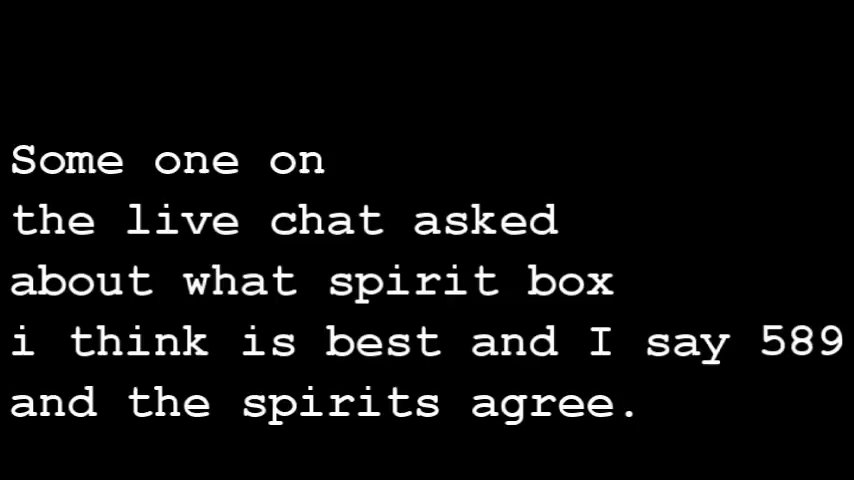 Some one on
the live chat asked
about what spirit box
i think is best and I say 589
and the spirits agree.